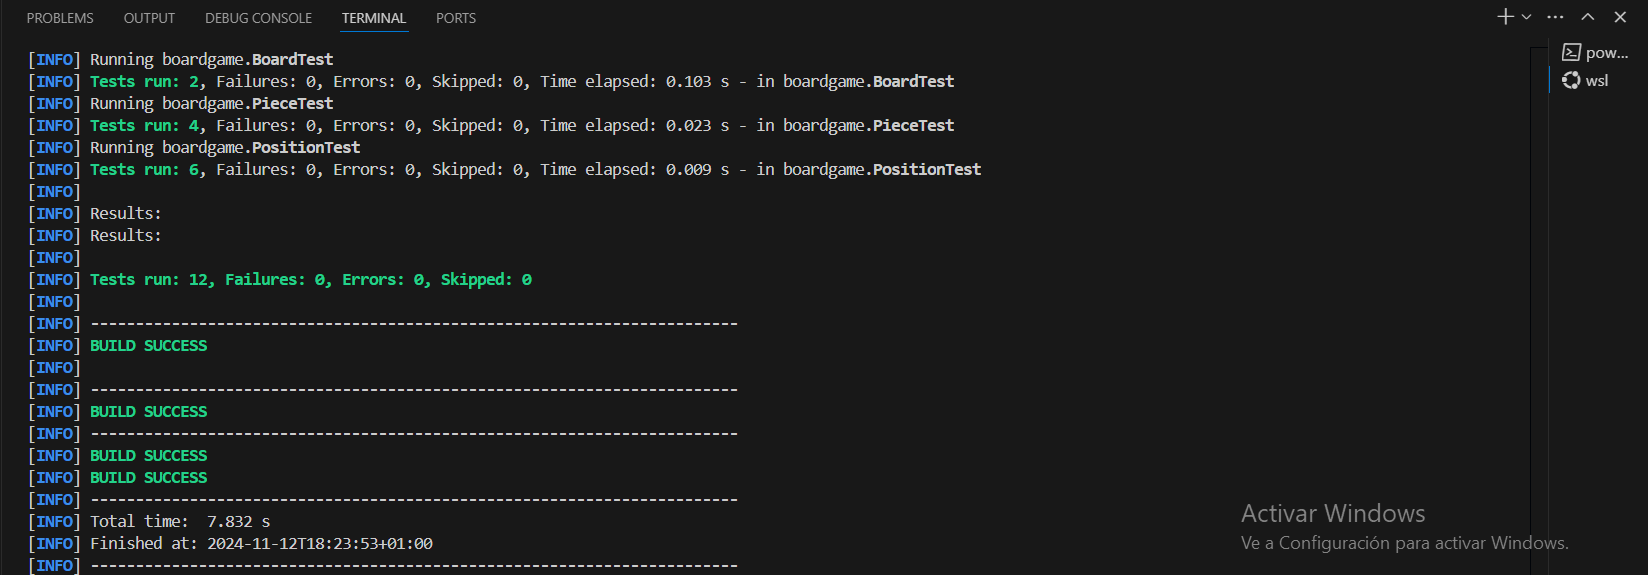 PROBLEMS OUTPUT DEBUG CONSOLE TERMINAL PORTS
[INFO] Running boardgame.BoardTest
[INFO] Tests run: 2, Failures: 0, Errors: 0, Skipped: 0, Time elapsed: 0.103 s - in boardgame.BoardTest
[INFO] Running boardgame.PieceTest
[INFO] Tests run: 4, Failures: 0, Errors: 0, Skipped: 0, Time elapsed: 0.023 s - in boardgame.PieceTest
[INFO] Running boardgame.PositionTest
[INFO] Tests run: 6, Failures: 0, Errors: 0, Skipped: 0, Time elapsed: 0.009 s - in boardgame.PositionTest
[INFO]
[INFO] Results:
[INFO] Results:
[INFO]
[INFO] Tests run: 12, Failures: 0, Errors: 0, Skipped: 0
[INFO]
[INFO] ------------------------------------------------------------------------
[INFO] BUILD SUCCESS
[INFO]
[INFO] ------------------------------------------------------------------------
[INFO] BUILD SUCCESS
[INFO] ------------------------------------------------------------------------
[INFO] BUILD SUCCESS
[INFO] BUILD SUCCESS
[INFO] ------------------------------------------------------------------------
[INFO] Total time:  7.832 s
[INFO] Finished at: 2024-11-12T18:23:53+01:00
[INFO] ------------------------------------------------------------------------
pow...
wsl
Activar Windows
Ve a Configuración para activar Windows.